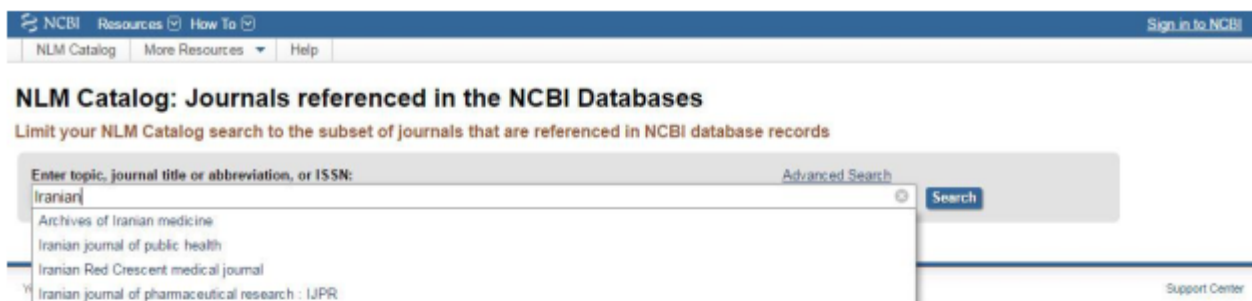 NCBI Resources How To Sign in to NCBI
NLM Catalog More Resources Help
NLM Catalog: Journals referenced in the NCBI Databases
Limit your NLM Catalog search to the subset of journals that are referenced in NCBI database records
Enter topic, journal title or abbreviation, or ISSN: Advanced Search
Iranian Search
Archives of Iranian medicine
Iranian journal of public health
Iranian Red Crescent medical journal
Iranian journal of pharmaceutical research : IJPR Support Center